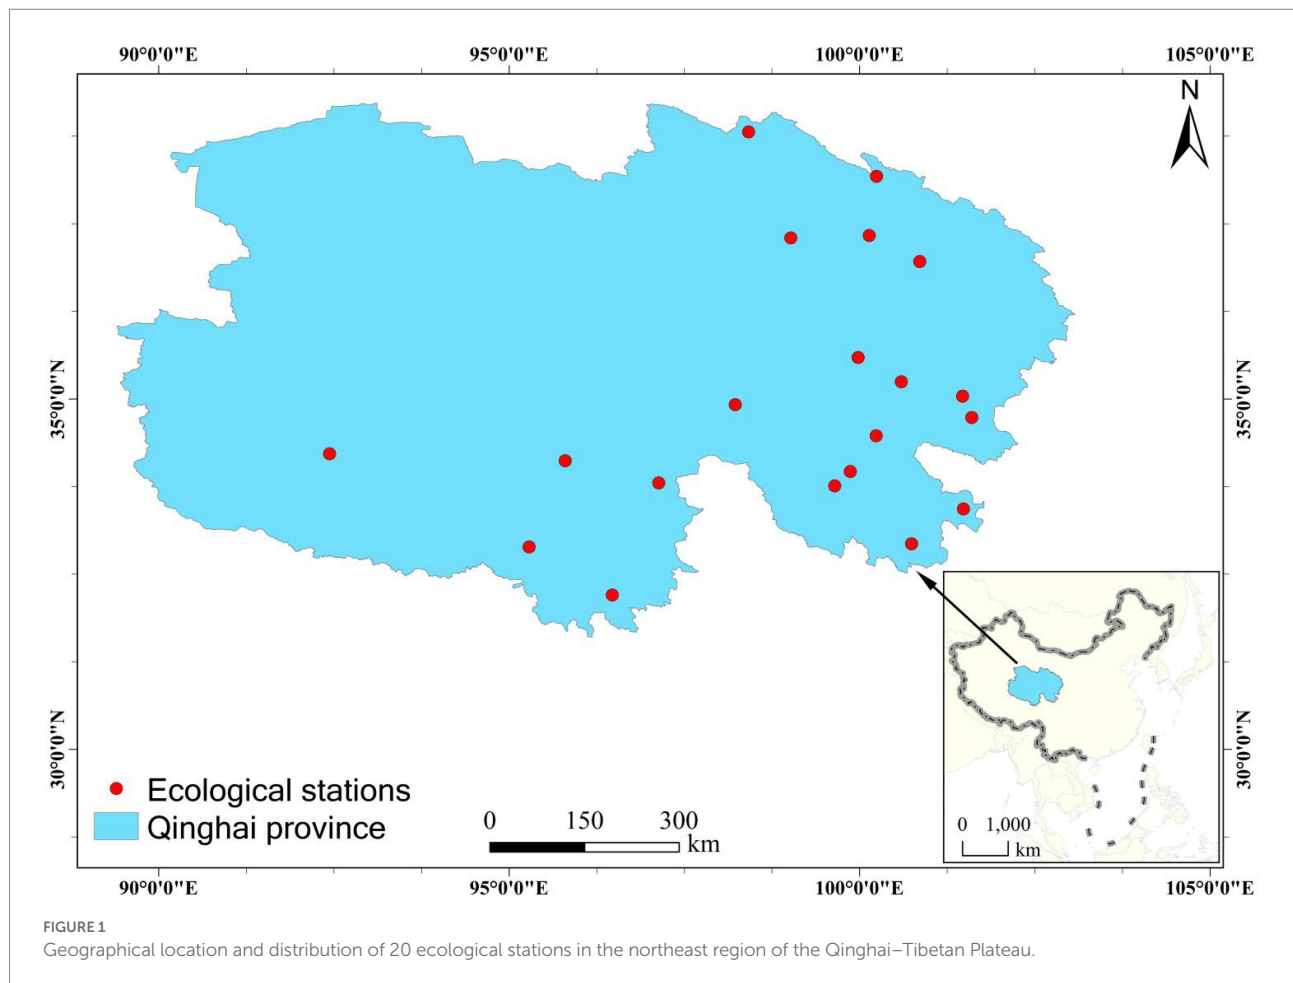 90°0'0"E 95°0'0"E 100°0'0"E 105°0'0"E
N
35°0'0"N
35°0'0"N
30°0'0"N
30°0'0"N
Ecological stations
Qinghai province
0 150 300
km
0 1,000
km
90°0'0"E 95°0'0"E 100°0'0"E 105°0'0"E
FIGURE 1
Geographical location and distribution of 20 ecological stations in the northeast region of the Qinghai–Tibetan Plateau.